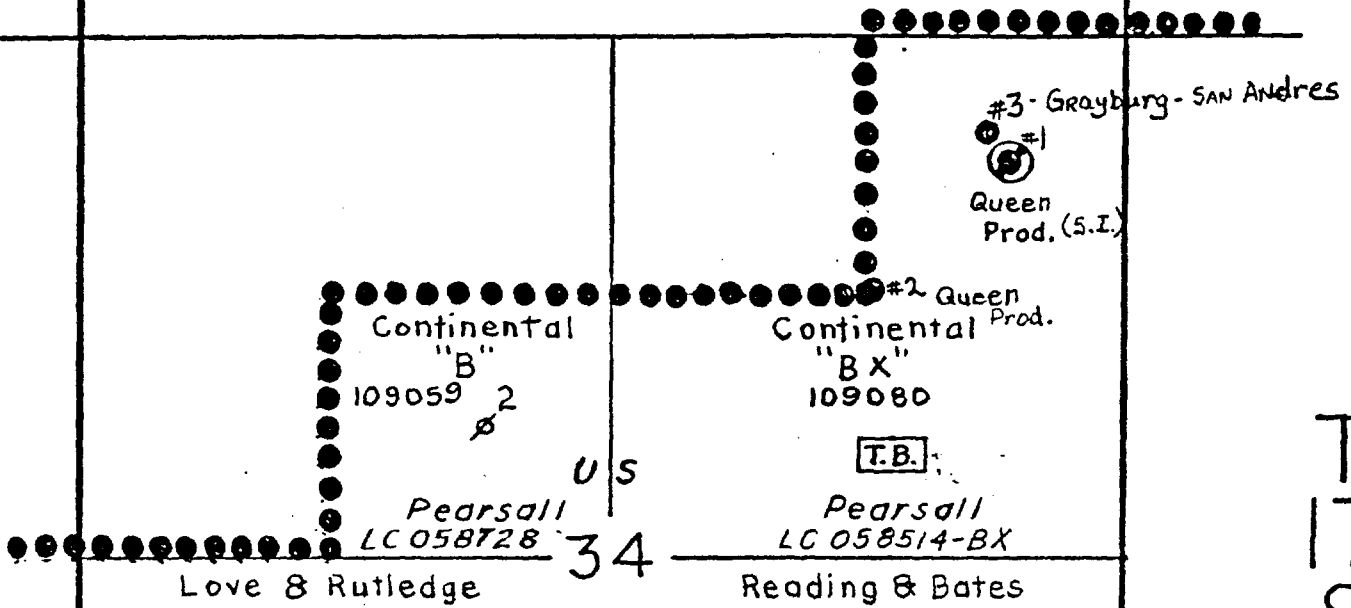 #3 - Grayburg - SAN Andres
#1
Queen
Prod. (S.I.)
#2 Queen
Prod.
Continental
"B"
109059
2
Continental
"BX"
109080
T.B.
U S
Pearsall
LC 058728
Pearsall
LC 058514-BX
34
Love & Rutledge
Reading & Bates
T